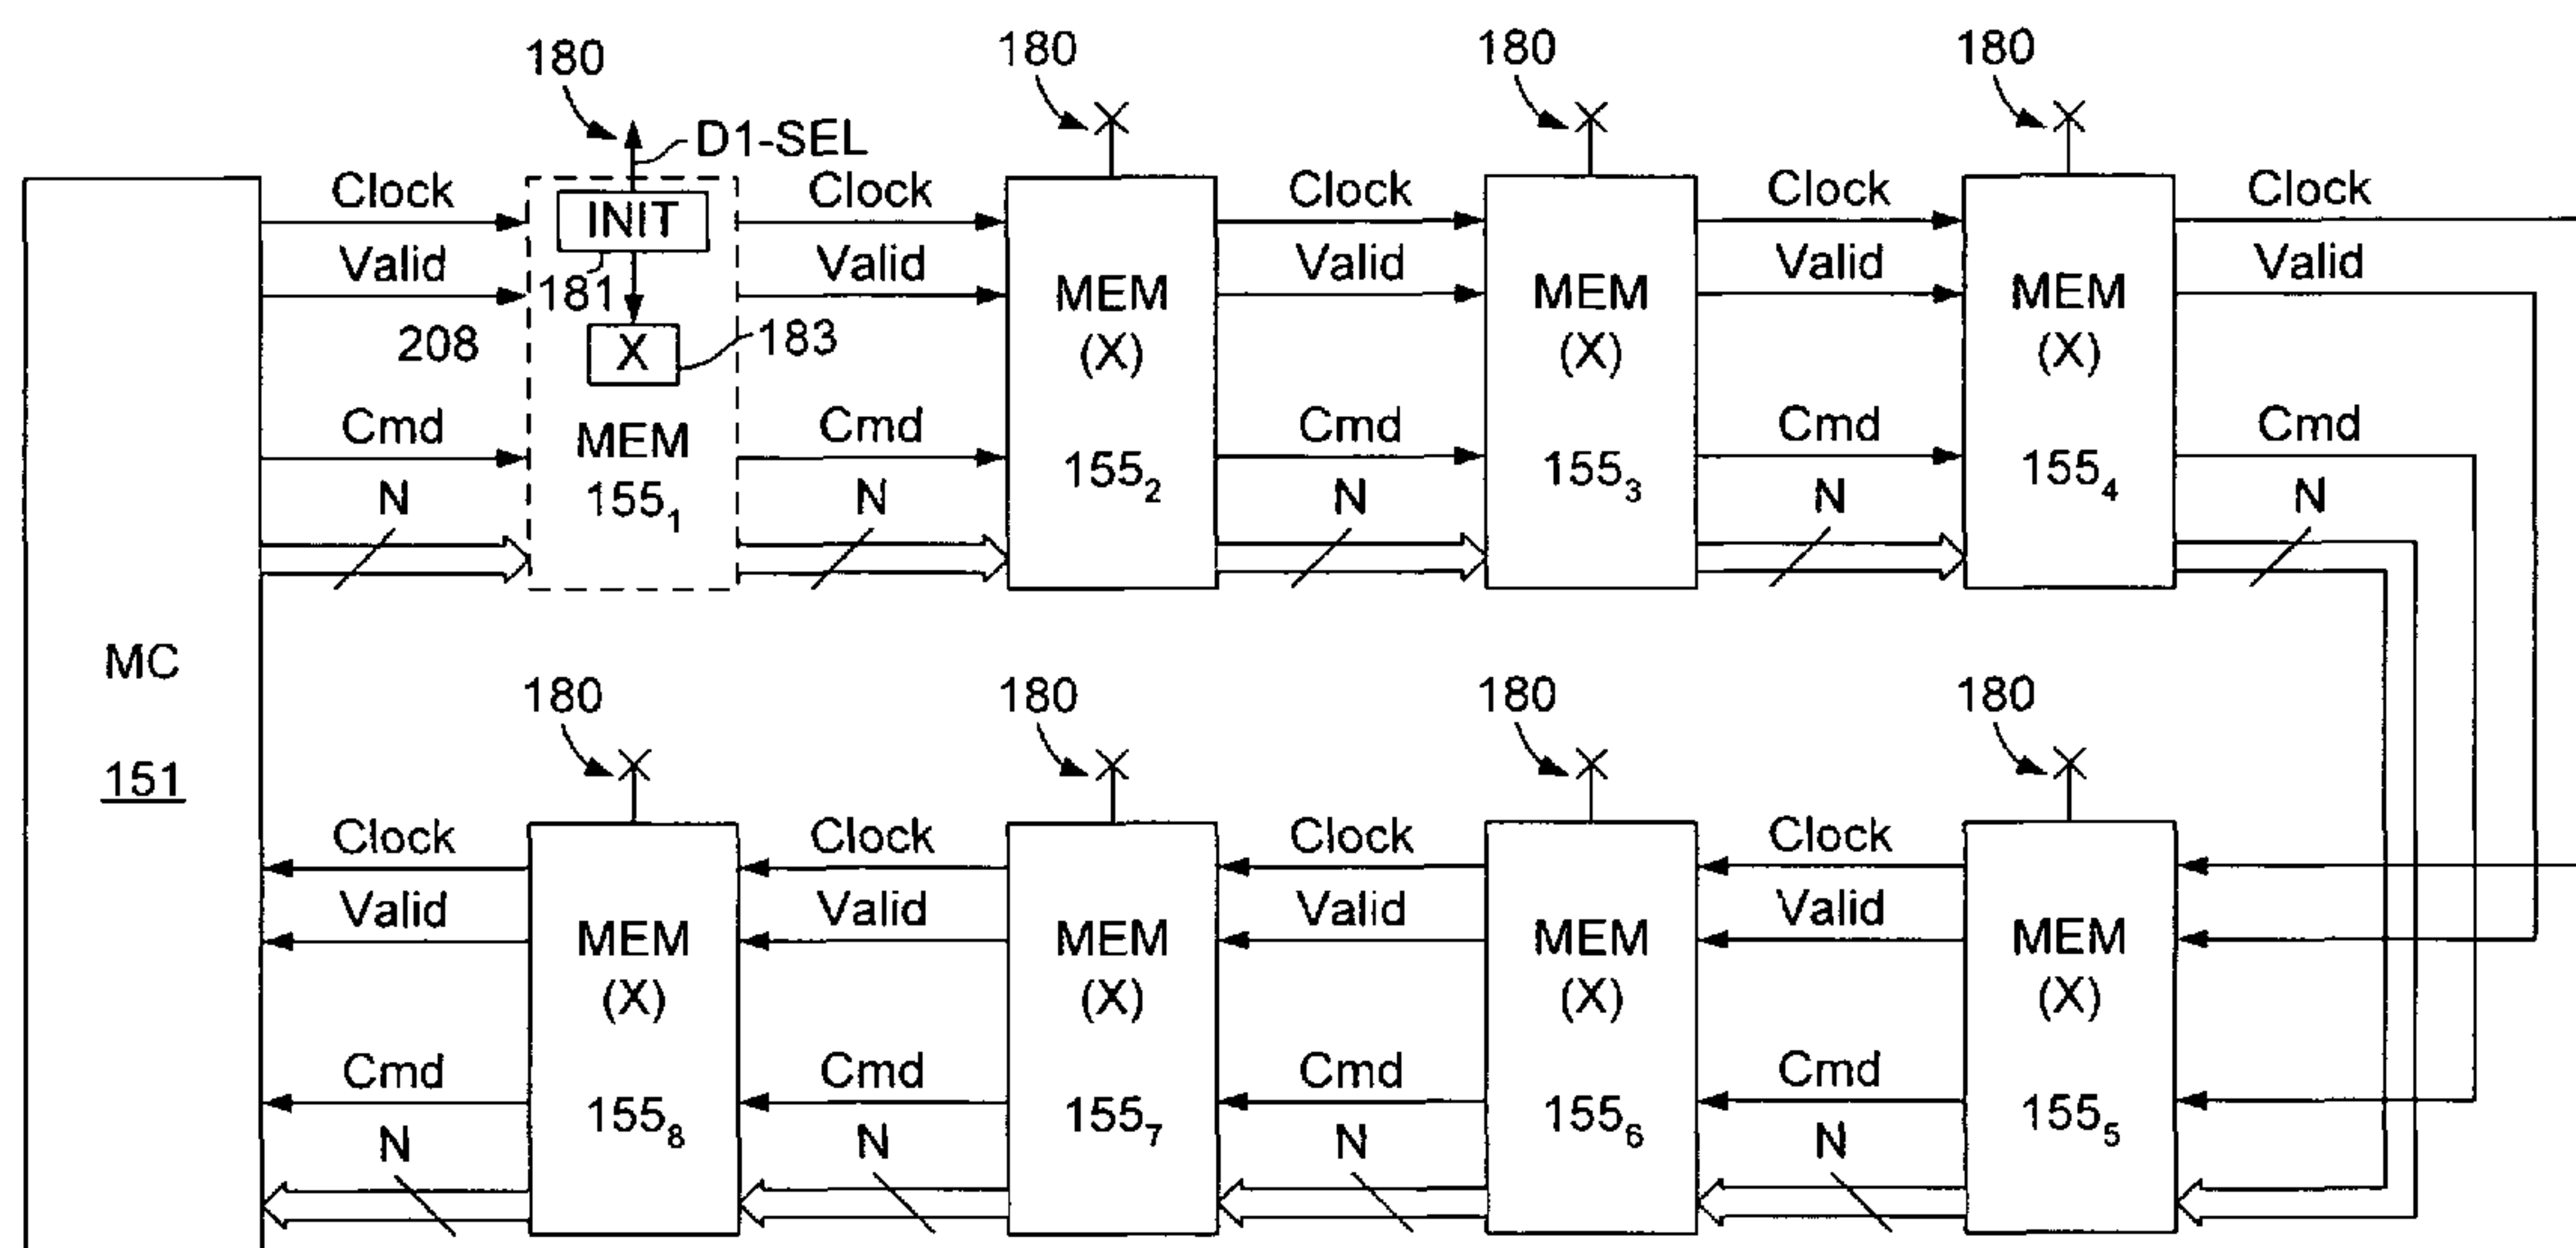 180 180 180 180
D1-SEL
Clock INIT Clock Clock Clock Clock
Valid 181 Valid MEM Valid MEM Valid MEM Valid
208 X 183 (X) (X) (X)
Cmd MEM Cmd Cmd Cmd Cmd
N 155₁ N 155₂ N 155₃ N 155₄ N
MC
151
180 180 180 180
Clock Clock Clock Clock
Valid MEM Valid MEM Valid MEM Valid MEM
(X) (X) (X) (X)
Cmd Cmd Cmd Cmd
155₈ 155₇ 155₆ 155₅
N N N N